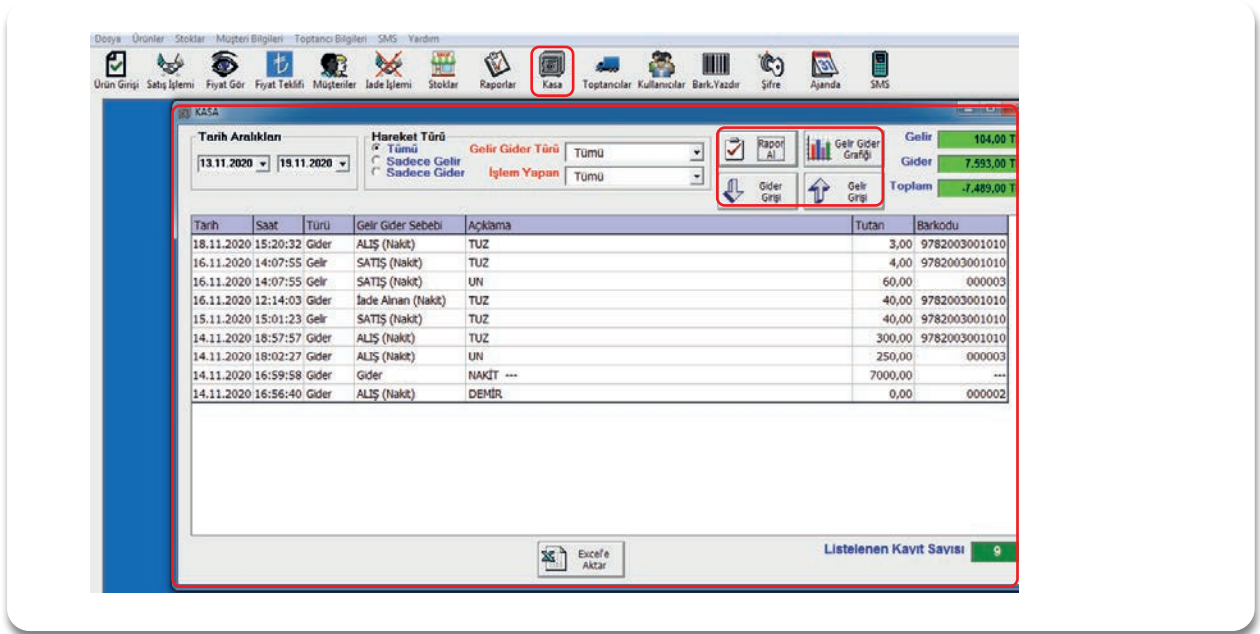 Dosya Ürünler Stoklar Müşteri Bilgileri Toptancı Bilgileri SMS Yardım
Ürün Girişi Satış İşlemi Fiyat Gör Fiyat Teklifi Müşteriler İade İşlemi Stoklar Raporlar Kasa Toptancılar Kullanıcılar Bark.Yazdır Şifre Ajanda SMS
KASA
Tarih Aralıkları
13.11.2020 19.11.2020
Hareket Türü
Tümü
Sadece Gelir
Sadece Gider
Gelir Gider Türü Tümü
İşlem Yapan Tümü
Rapor Al
Gelir Gider Grafiği
Gider Girişi
Gelir Girişi
Gelir 104,00 T
Gider 7.593,00 T
Toplam -7.489,00 T
Tarih Saat Türü Gelir Gider Sebebi Açıklama Tutarı Barkodu
18.11.2020 15:20:32 Gider ALIŞ (Nakit) TUZ 3,00 9782003001010
16.11.2020 14:07:55 Gelir SATIŞ (Nakit) TUZ 4,00 9782003001010
16.11.2020 14:07:55 Gelir SATIŞ (Nakit) UN 60,00 000003
16.11.2020 12:14:03 Gider İade Alınan (Nakit) TUZ 40,00 9782003001010
15.11.2020 15:01:23 Gelir SATIŞ (Nakit) TUZ 40,00 9782003001010
14.11.2020 18:57:57 Gider ALIŞ (Nakit) TUZ 300,00 9782003001010
14.11.2020 18:02:27 Gider ALIŞ (Nakit) UN 250,00 000003
14.11.2020 16:59:58 Gider Gider NAKİT --- 7000,00 ---
14.11.2020 16:56:40 Gider ALIŞ (Nakit) DEMİR 0,00 000002
Excel'e Aktar
Listelenen Kayıt Sayısı 9